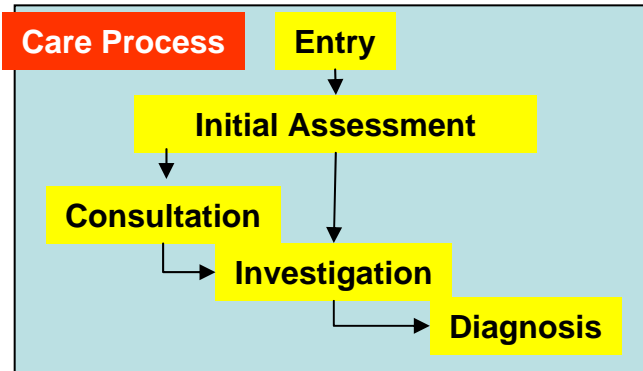 Care Process
Entry
Initial Assessment
Consultation
Investigation
Diagnosis